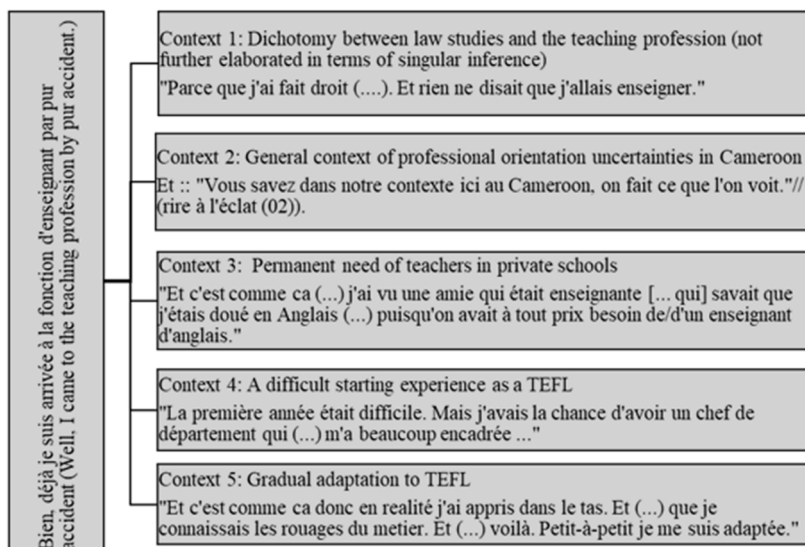 Bien, déjà je suis arrivée à la fonction d'enseignant par pur
accident (Well, I came to the teaching profession by pur accident.)
Context 1: Dichotomy between law studies and the teaching profession (not
further elaborated in terms of singular inference)
"Parce que j'ai fait droit (....). Et rien ne disait que j'allais enseigner."
Context 2: General context of professional orientation uncertainties in Cameroon
Et :: "Vous savez dans notre contexte ici au Cameroon, on fait ce que l'on voit."//
(rire à l'éclat (02)).
Context 3: Permanent need of teachers in private schools
"Et c'est comme ca (...) j'ai vu une amie qui était enseignante [... qui] savait que
j'étais doué en Anglais (...) puisqu'on avait à tout prix besoin de/d'un enseignant
d'anglais."
Context 4: A difficult starting experience as a TEFL
"La première année était difficile. Mais j'avais la chance d'avoir un chef de
département qui (...) m'a beaucoup encadrée ..."
Context 5: Gradual adaptation to TEFL
"Et c'est comme ca donc en realité j'ai appris dans le tas. Et (...) que je
connaissais les rouages du metier. Et (...) voilà. Petit-à-petit je me suis adaptée."